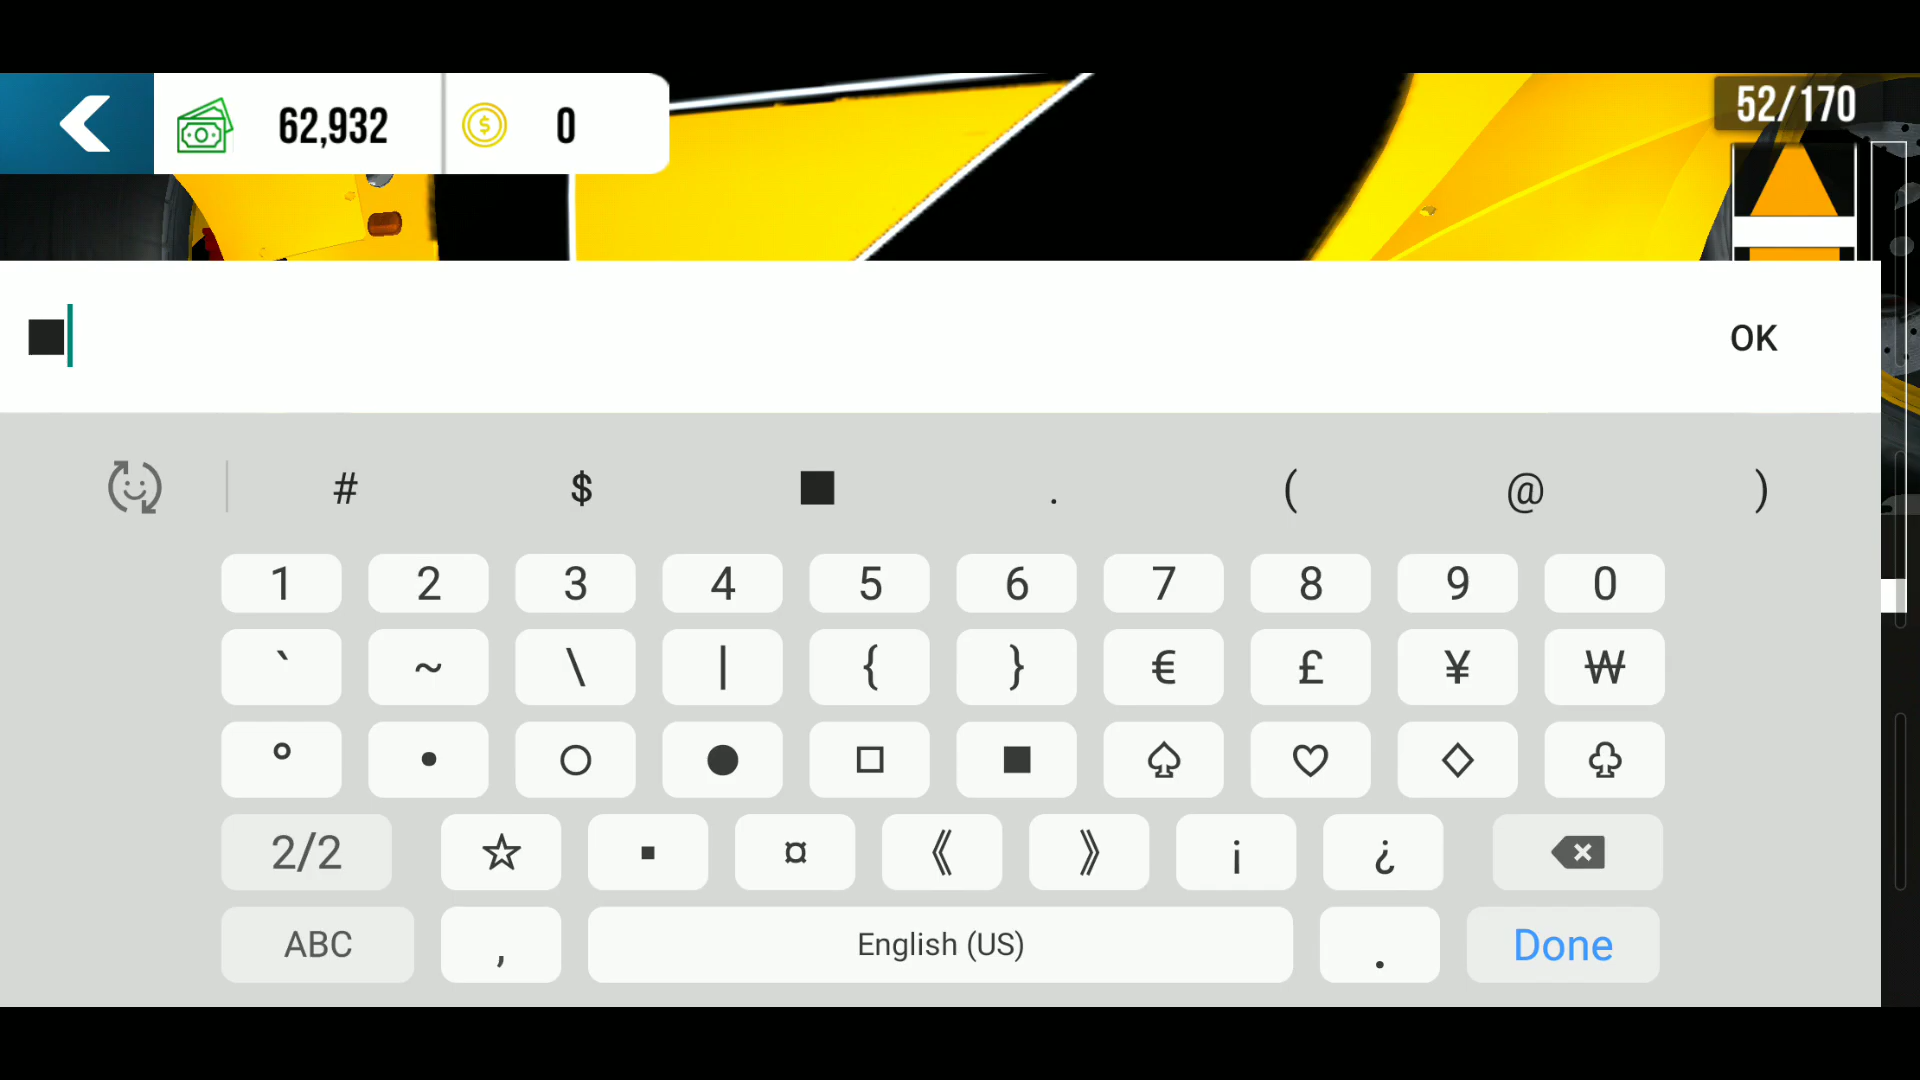 62,932 0
52/170
■
OK
# $ ■ . ( @ )
1 2 3 4 5 6 7 8 9 0
` ~ \ | { } € £ ¥ ₩
° • ○ ● □ ■ ♤ ♡ ◇ ♧
2/2 ☆ ▪ ¤ 《 》 ¡ ¿
ABC , English (US) . Done